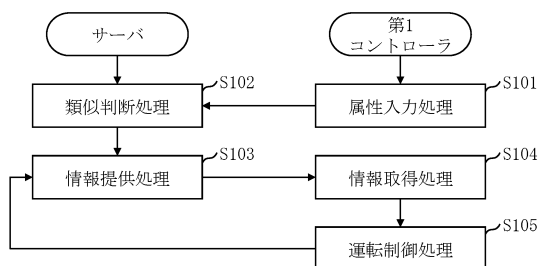 サーバ
第1
コントローラ
S102
S101
類似判断処理
属性入力処理
S103
S104
情報提供処理
情報取得処理
S105
運転制御処理